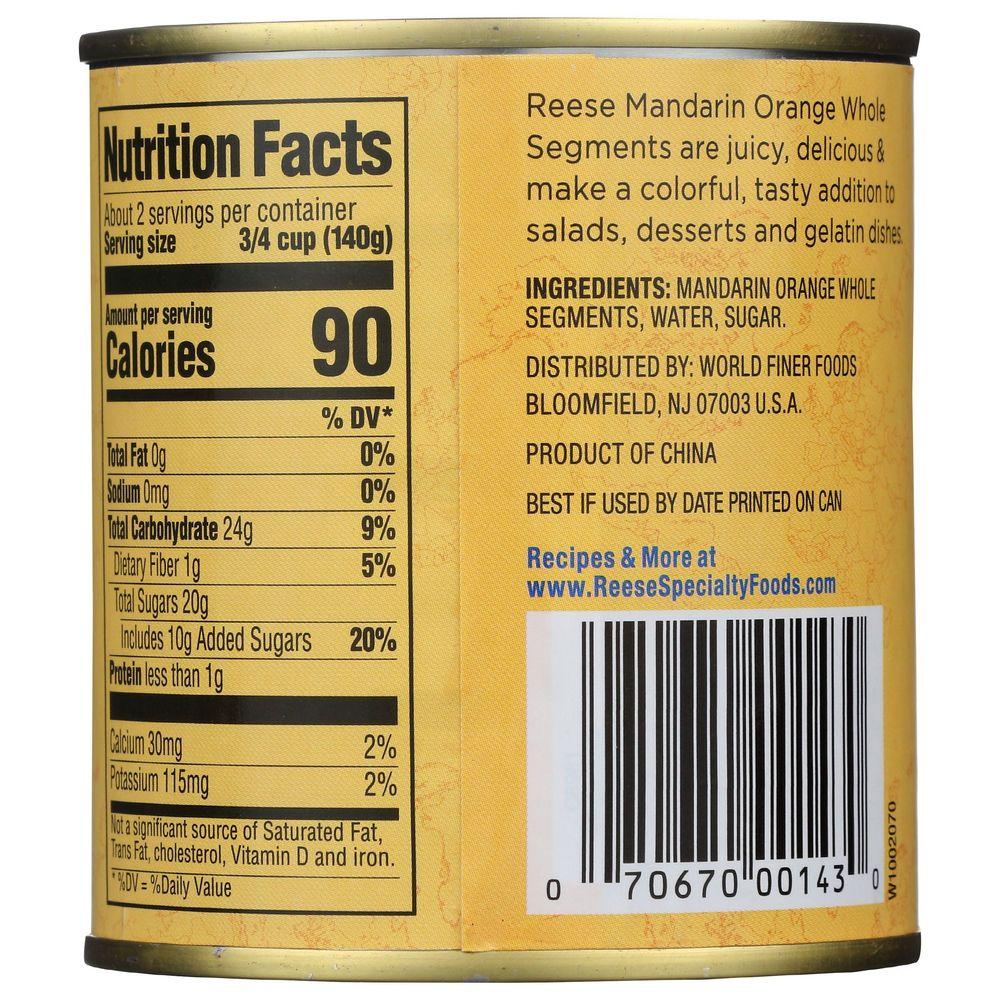 Nutrition Facts
About 2 servings per container
Serving size 3/4 cup (140g)
Amount per serving
Calories 90
% DV*
Total Fat 0g 0%
Sodium 0mg 0%
Total Carbohydrate 24g 9%
Dietary Fiber 1g 5%
Total Sugars 20g
Includes 10g Added Sugars 20%
Protein less than 1g
Calcium 30mg 2%
Potassium 115mg 2%
Not a significant source of Saturated Fat,
Trans Fat, cholesterol, Vitamin D and iron.
* %DV = %Daily Value
Reese Mandarin Orange Whole
Segments are juicy, delicious &
make a colorful, tasty addition to
salads, desserts and gelatin dishes.
INGREDIENTS: MANDARIN ORANGE WHOLE
SEGMENTS, WATER, SUGAR.
DISTRIBUTED BY: WORLD FINER FOODS
BLOOMFIELD, NJ 07003 U.S.A.
PRODUCT OF CHINA
BEST IF USED BY DATE PRINTED ON CAN
Recipes & More at
www.ReeseSpecialtyFoods.com
0 70670 00143 0
W1002070